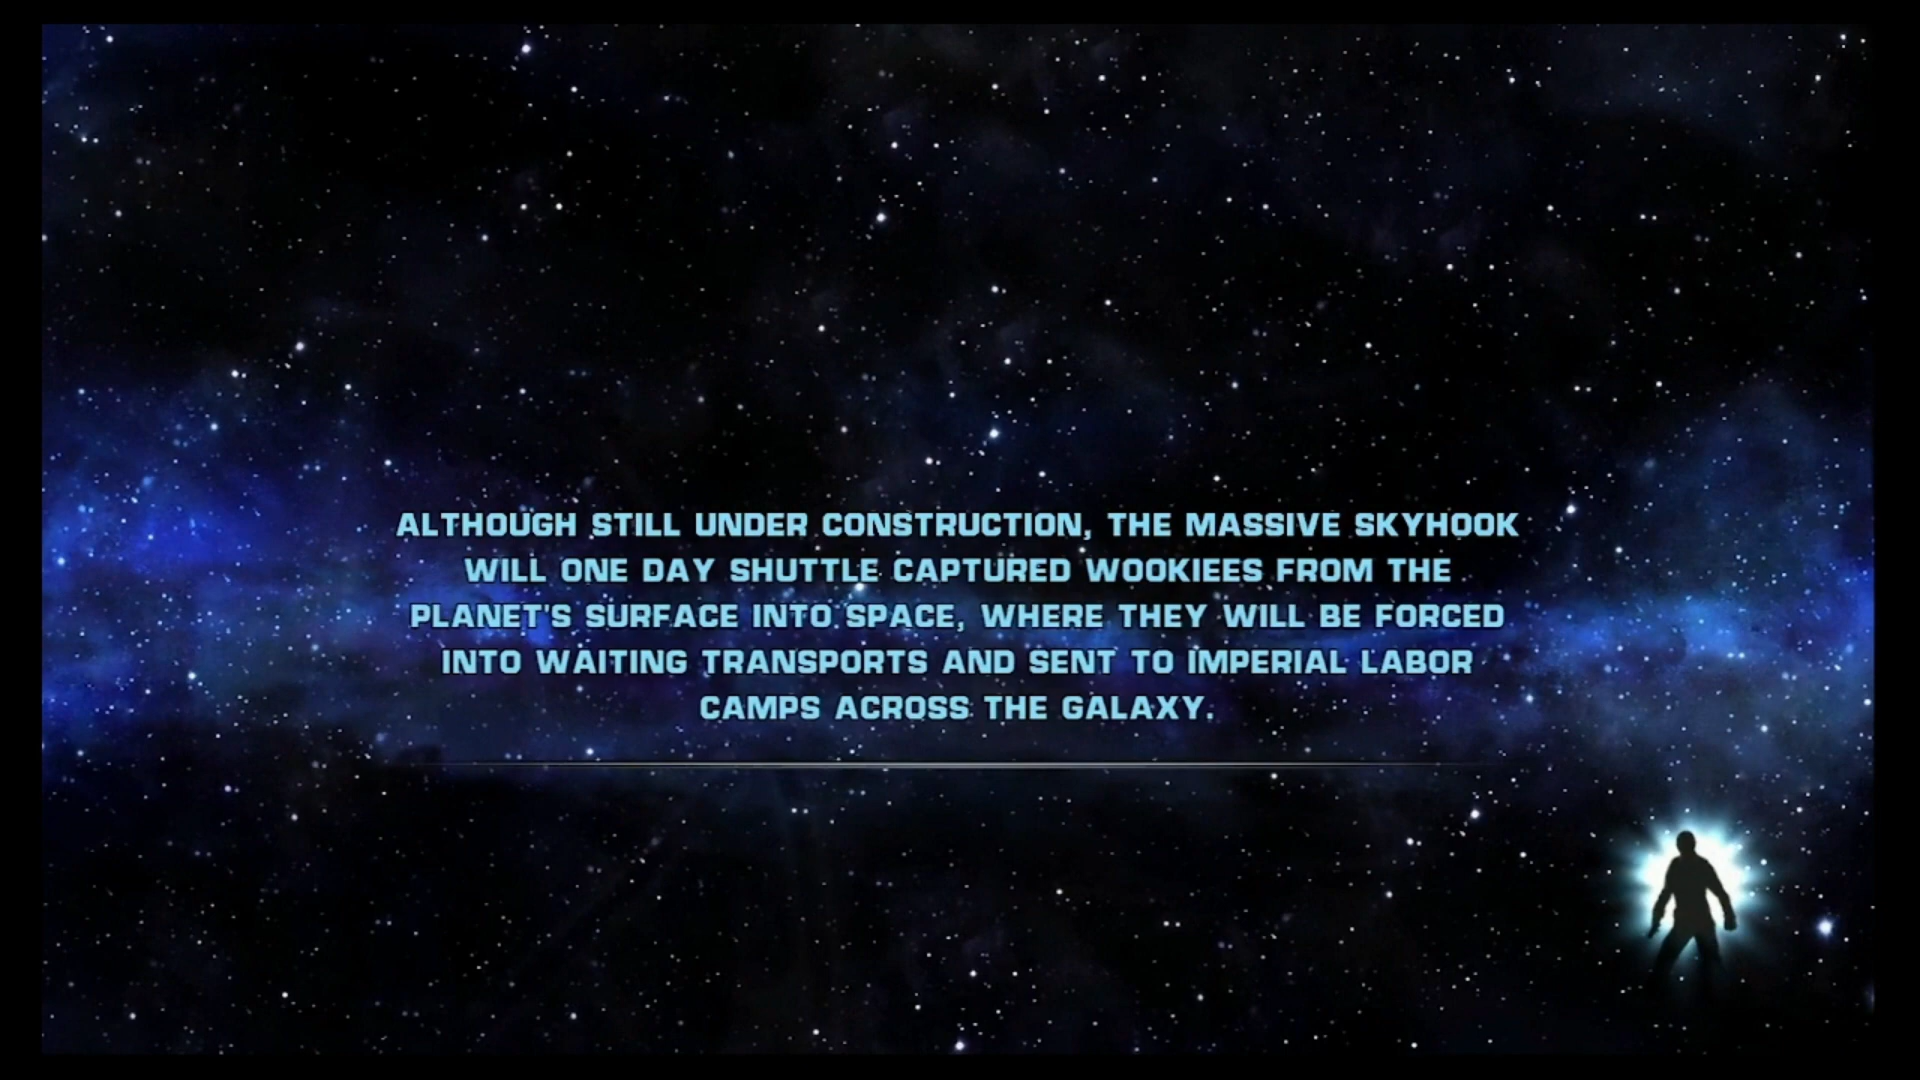 ALTHOUGH STILL UNDER CONSTRUCTION, THE MASSIVE SKYHOOK
WILL ONE DAY SHUTTLE CAPTURED WOOKIEES FROM THE
PLANET'S SURFACE INTO SPACE, WHERE THEY WILL BE FORCED
INTO WAITING TRANSPORTS AND SENT TO IMPERIAL LABOR
CAMPS ACROSS THE GALAXY.